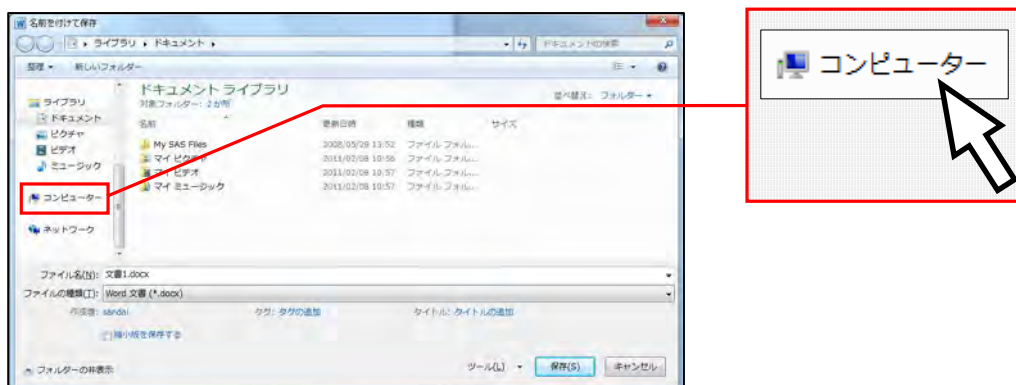 名前を付けて保存
ライブラリ ▸ ドキュメント ▸
ドキュメントの検索
整理 ▾ 新しいフォルダー
ライブラリ
ドキュメント
ピクチャ
ビデオ
ミュージック
コンピューター
ネットワーク
ドキュメント ライブラリ
対象フォルダー: 2 か所
並べ替え: フォルダー ▾
名前 更新日時 種類 サイズ
My SAS Files 2008/05/29 13:52 ファイル フォル...
マイ ピクチャ 2011/02/08 10:56 ファイル フォル...
マイ ビデオ 2011/02/08 10:57 ファイル フォル...
マイ ミュージック 2011/02/08 10:57 ファイル フォル...
ファイル名(N): 文書1.docx
ファイルの種類(T): Word 文書 (*.docx)
作成者: sandai タグ: タグの追加 タイトル: タイトルの追加
縮小版を保存する
フォルダーの非表示
ツール(L) ▾ 保存(S) キャンセル
コンピューター